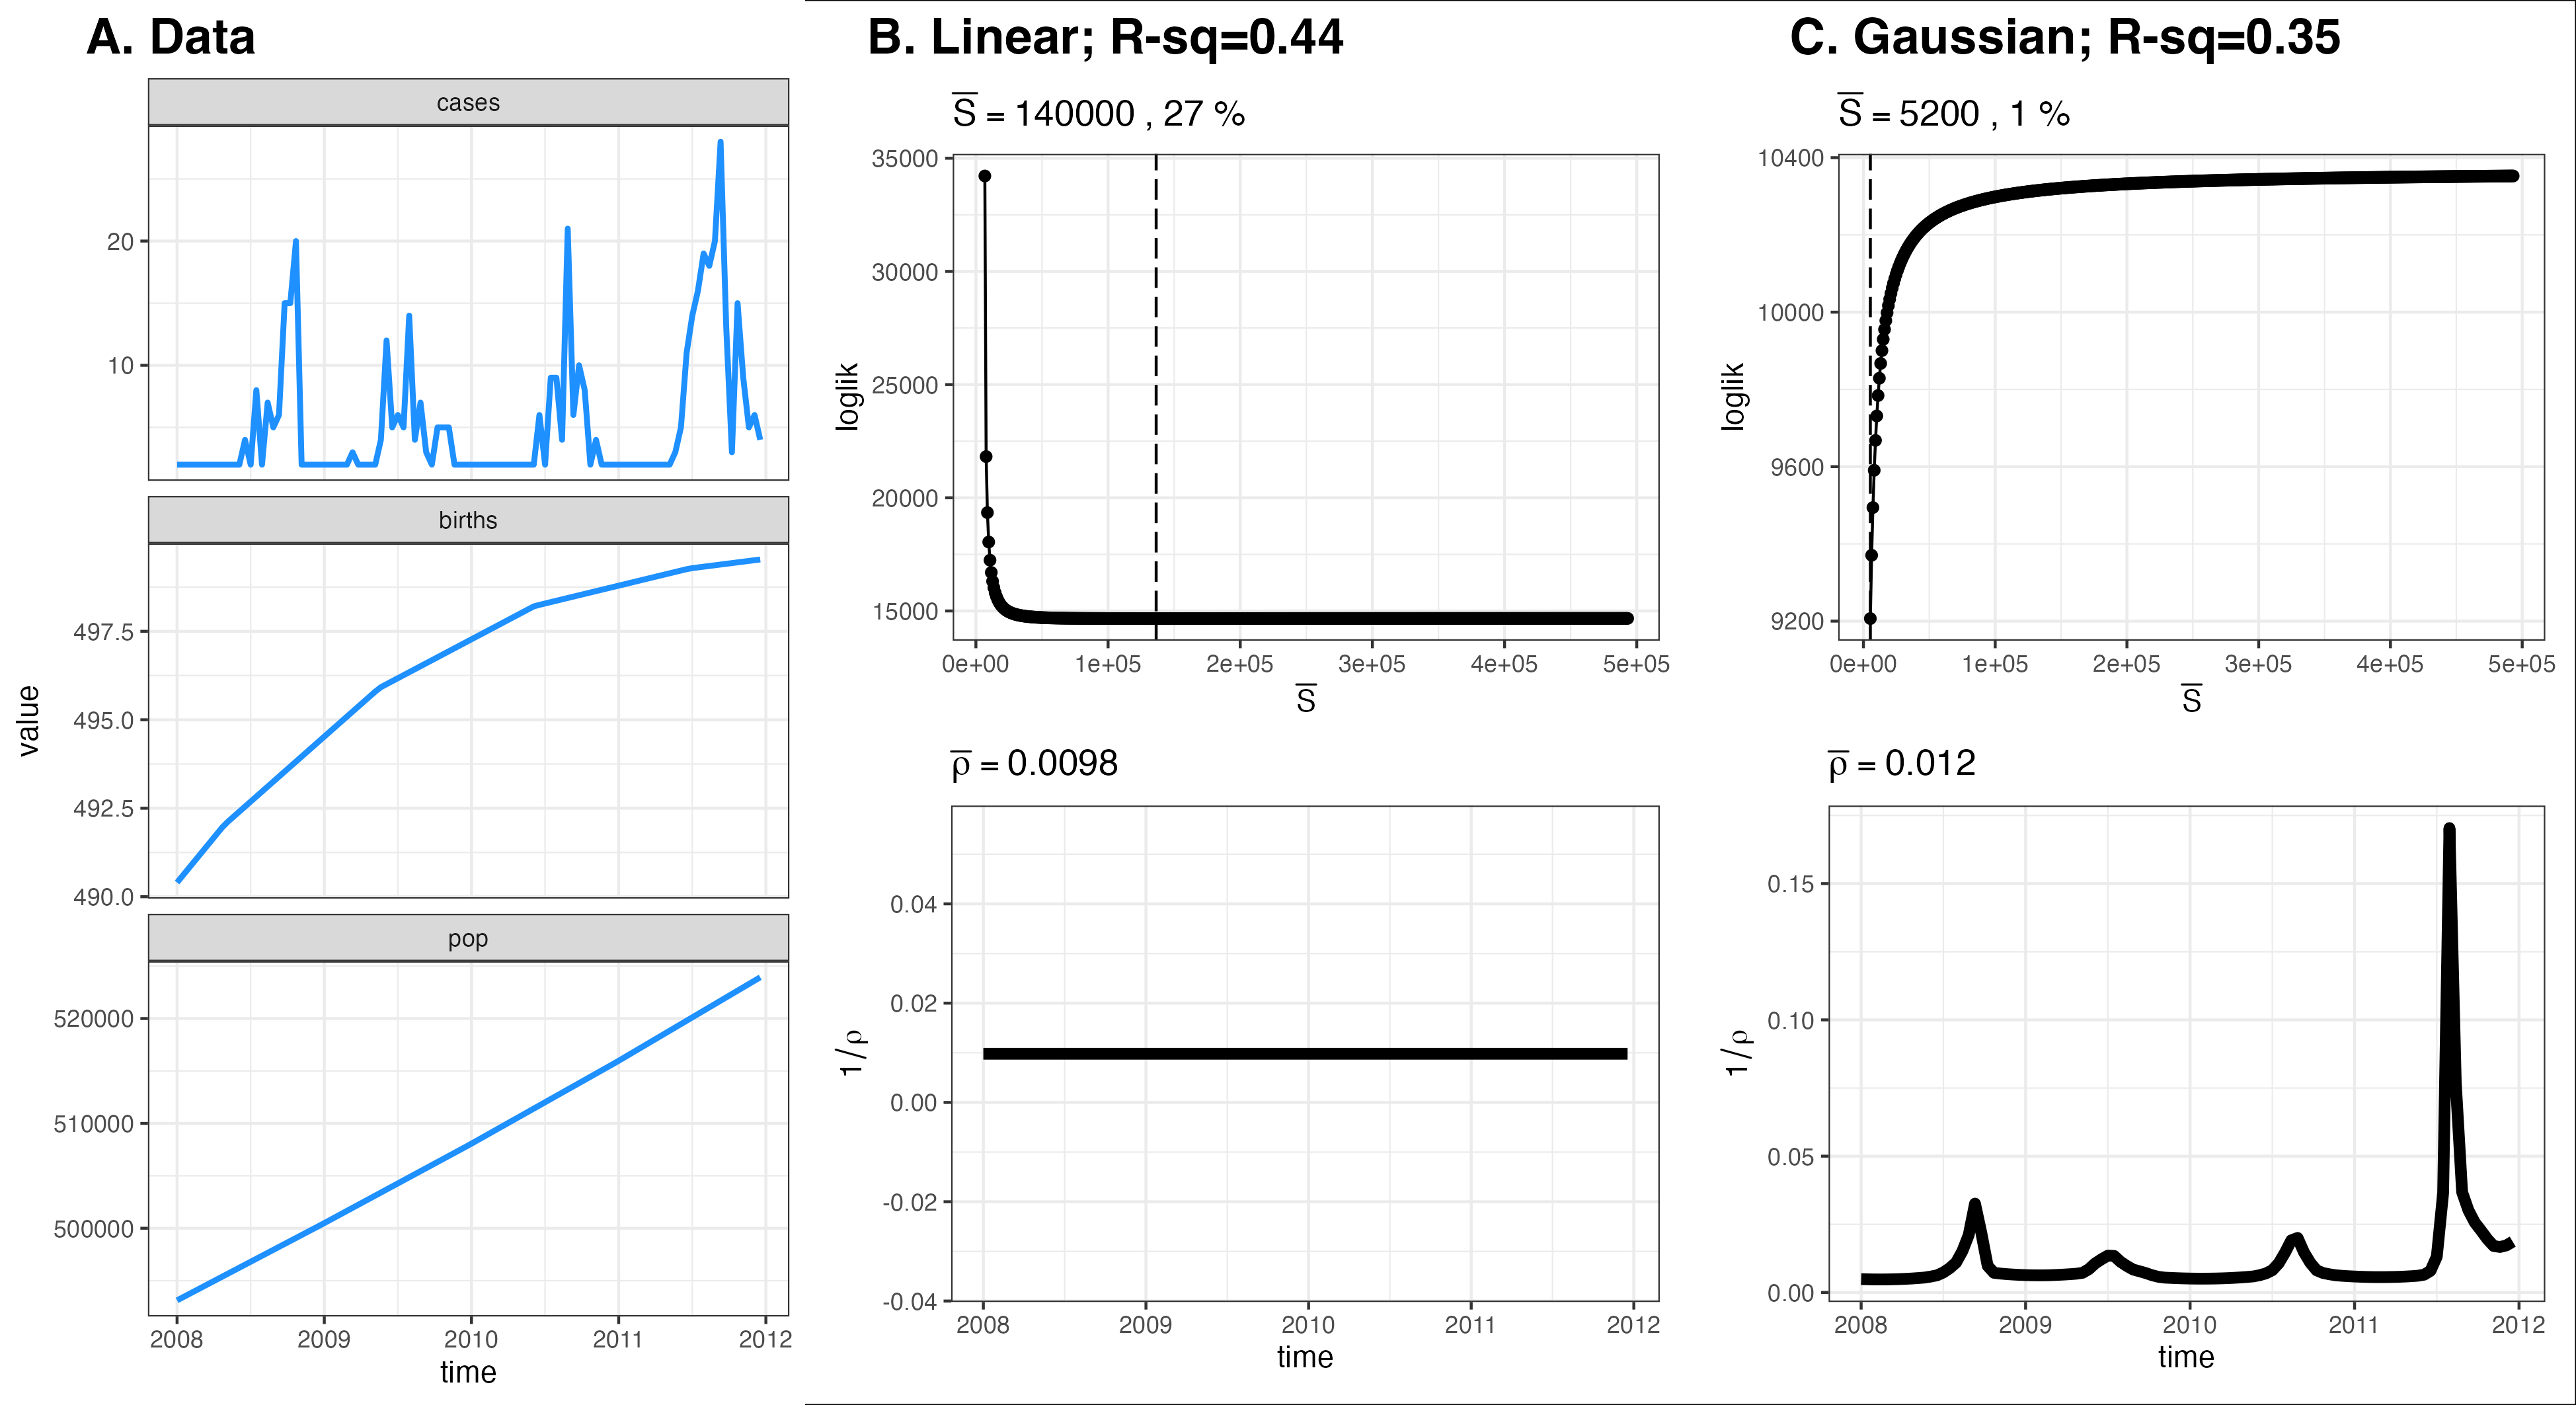 A. Data
cases
20
10
births
497.5
495.0
492.5
490.0
pop
520000
510000
500000
2008 2009 2010 2011 2012
time
value
B. Linear; R-sq=0.44
S̅ = 140000 , 27 %
35000
30000
25000
20000
15000
loglik
0e+00 1e+05 2e+05 3e+05 4e+05 5e+05
S̅
ρ̅ = 0.0098
0.04
0.02
0.00
-0.02
-0.04
1/ρ
2008 2009 2010 2011 2012
time
C. Gaussian; R-sq=0.35
S̅ = 5200 , 1 %
10400
10000
9600
9200
loglik
0e+00 1e+05 2e+05 3e+05 4e+05 5e+05
S̅
ρ̅ = 0.012
0.15
0.10
0.05
0.00
1/ρ
2008 2009 2010 2011 2012
time